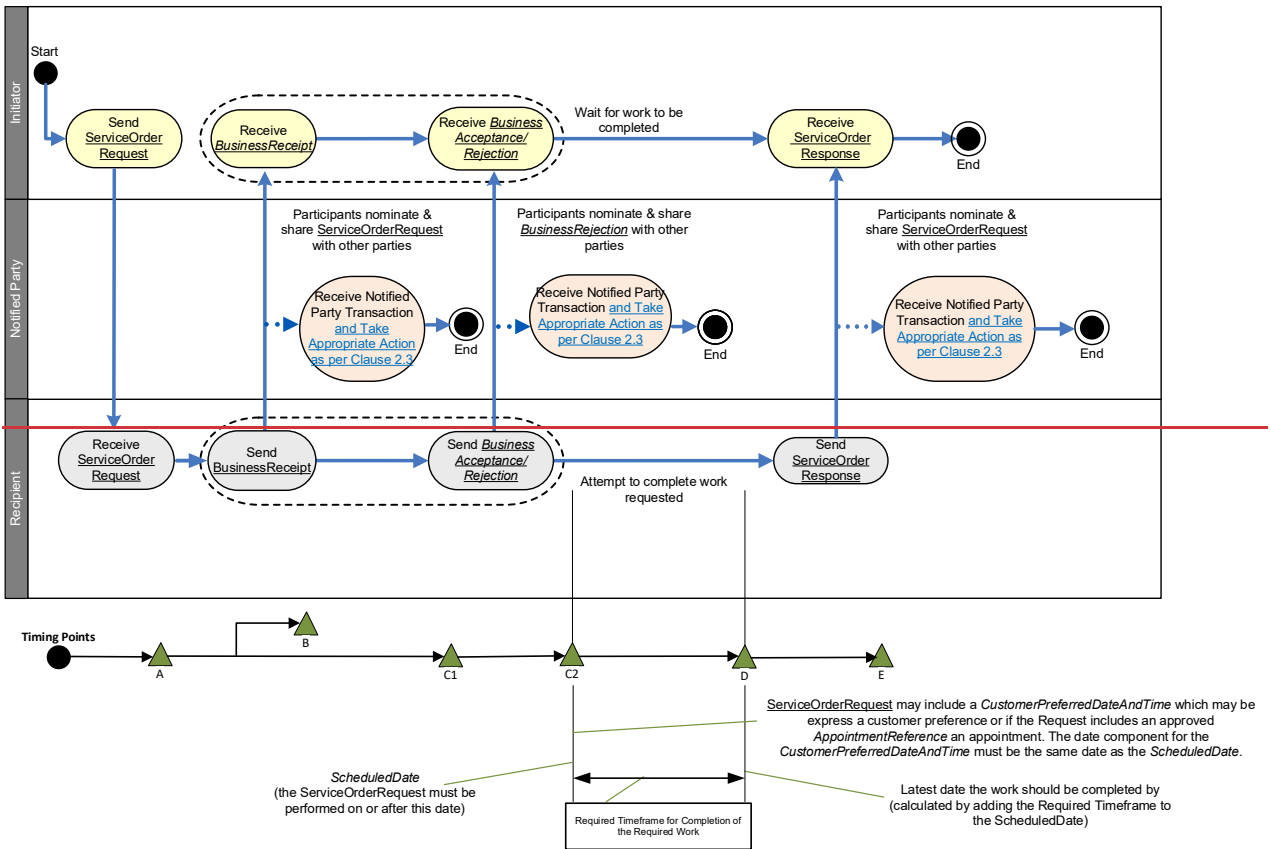 Initiator
Start
Send
ServiceOrder
Request
Receive
BusinessReceipt
Receive Business
Acceptance/
Rejection
Wait for work to be
completed
Receive
ServiceOrder
Response
End
Notified Party
Participants nominate &
share ServiceOrderRequest
with other parties
Participants nominate & share
BusinessRejection with other
parties
Participants nominate &
share ServiceOrderRequest
with other parties
Receive Notified
Party Transaction
and Take
Appropriate Action
as per Clause 2.3
End
Receive Notified Party
Transaction and Take
Appropriate Action as
per Clause 2.3
End
Receive Notified Party
Transaction and Take
Appropriate Action as
per Clause 2.3
End
Recipient
Receive
ServiceOrder
Request
Send
BusinessReceipt
Send Business
Acceptance/
Rejection
Attempt to complete work
requested
Send
ServiceOrder
Response
Timing Points
A
B
C1
C2
D
E
ServiceOrderRequest may include a CustomerPreferredDateAndTime which may be
express a customer preference or if the Request includes an approved
AppointmentReference an appointment. The date component for the
CustomerPreferredDateAndTime must be the same date as the ScheduledDate.
ScheduledDate
(the ServiceOrderRequest must be
performed on or after this date)
Latest date the work should be completed by
(calculated by adding the Required Timeframe to
the ScheduledDate)
Required Timeframe for Completion of
the Required Work